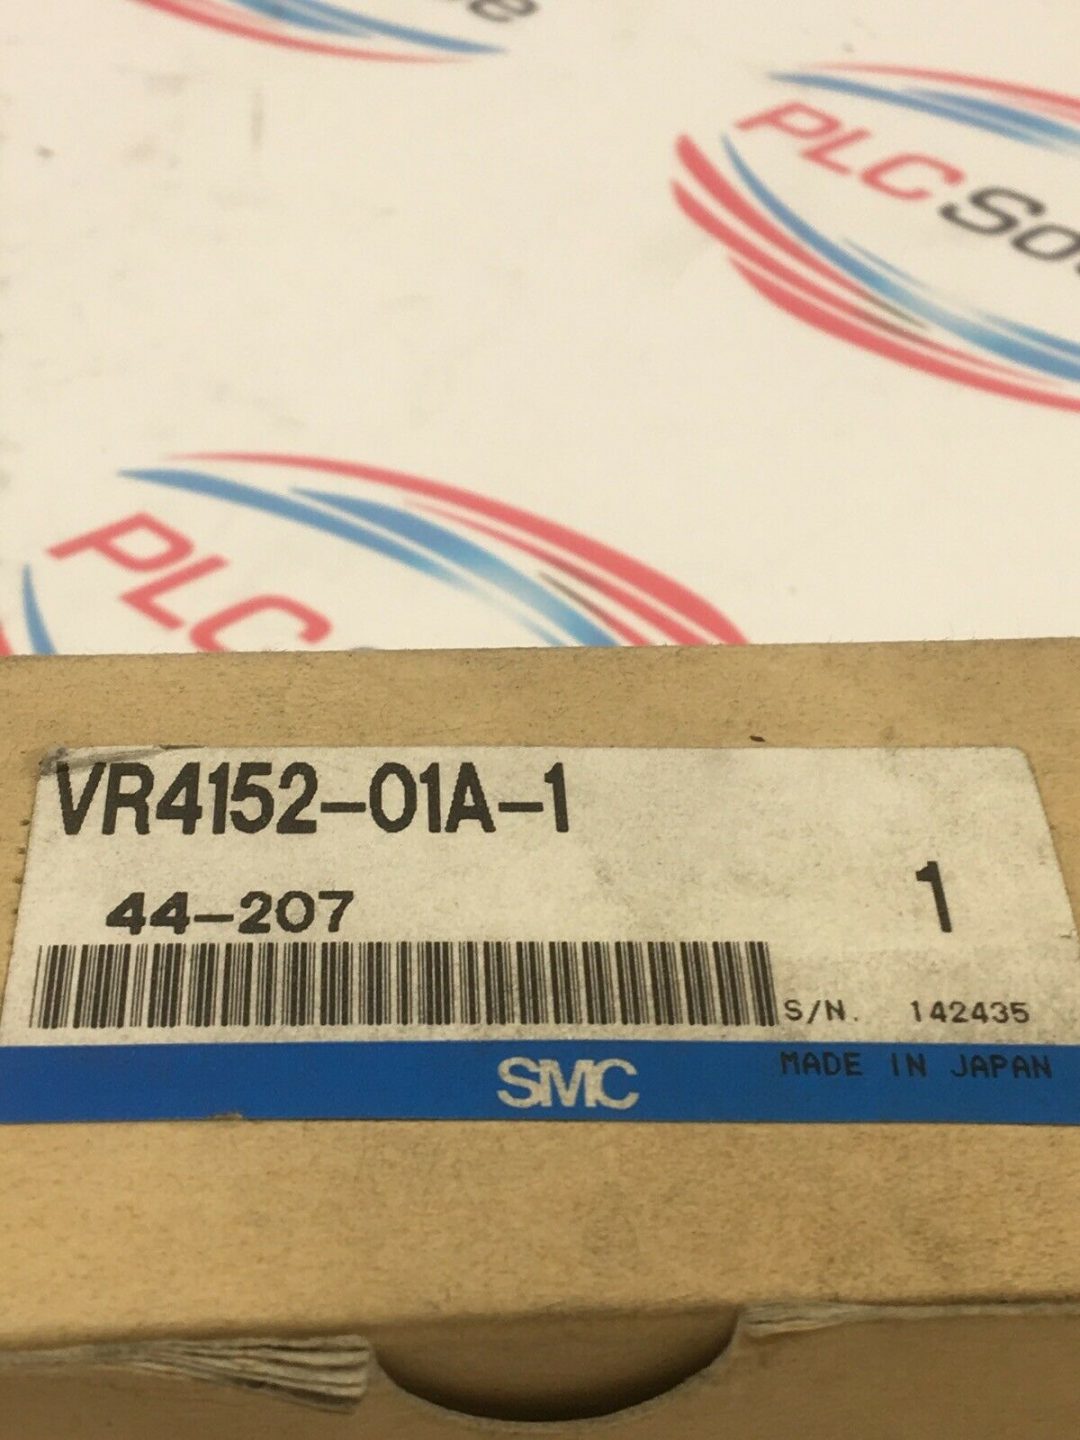 PLC So
PLC
VR4152-01A-1
44-207
1
S/N. 142435
SMC
MADE IN JAPAN